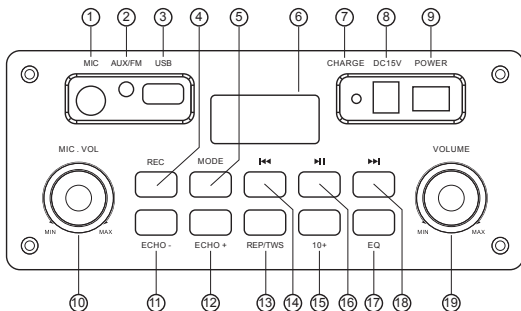 1 2 3 4 5 6 7 8 9
MIC AUX/FM USB CHARGE DC15V POWER
MIC . VOL VOLUME
REC MODE
MIN MAX MIN MAX
ECHO - ECHO + REP/TWS 10+ EQ
10 11 12 13 14 15 16 17 18 19